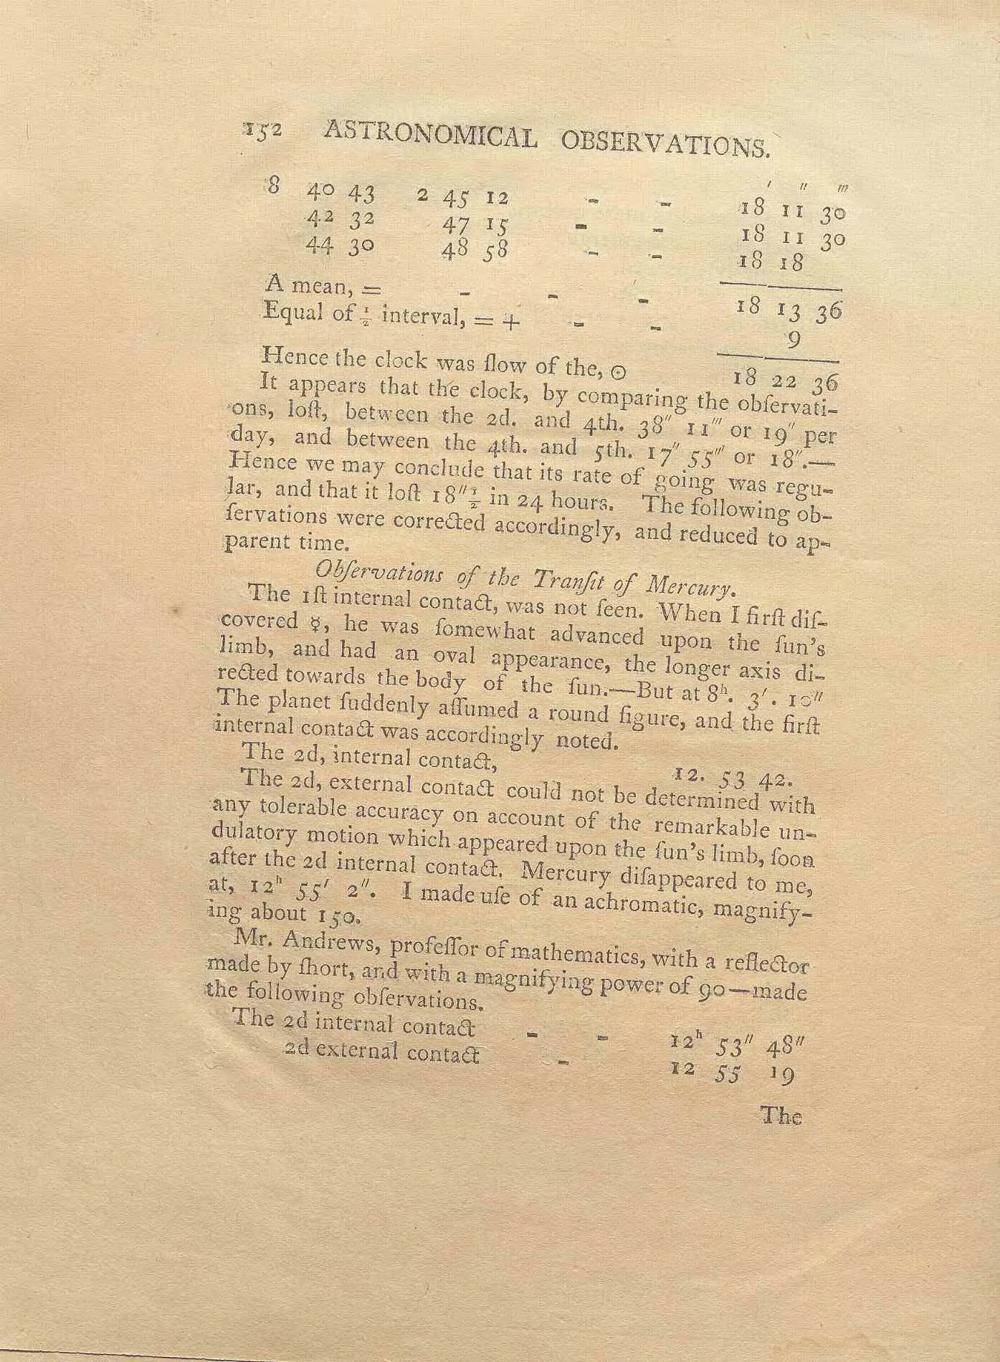 152 ASTRONOMICAL OBSERVATIONS.
′ ″ ‴
8 40 43 2 45 12 - - 18 11 30
42 32 47 15 - - 18 11 30
44 30 48 58 - - 18 18
A mean, = - - - 18 13 36
Equal of ½ interval, = + - - 9
Hence the clock was ſlow of the, ☉ 18 22 36
It appears that the clock, by comparing the obſervati-
ons, loſt, between the 2d. and 4th. 38″ 11‴ or 19″ per
day, and between the 4th. and 5th. 17″ 55‴ or 18″.—
Hence we may conclude that its rate of going was regu-
lar, and that it loſt 18″½ in 24 hours. The following ob-
ſervations were corrected accordingly, and reduced to ap-
parent time.
Obſervations of the Tranſit of Mercury.
The 1ſt internal contact, was not ſeen. When I firſt diſ-
covered ☿, he was ſomewhat advanced upon the ſun's
limb, and had an oval appearance, the longer axis di-
rected towards the body of the ſun.—But at 8ʰ. 3′. 10″
The planet ſuddenly aſſumed a round figure, and the firſt
internal contact was accordingly noted.
The 2d, internal contact, 12. 53 42.
The 2d, external contact could not be determined with
any tolerable accuracy on account of the remarkable un-
dulatory motion which appeared upon the ſun's limb, ſoon
after the 2d internal contact. Mercury diſappeared to me,
at, 12ʰ 55′ 2″. I made uſe of an achromatic, magnify-
ing about 150.
Mr. Andrews, profeſſor of mathematics, with a reflector
made by ſhort, and with a magnifying power of 90—made
the following obſervations.
The 2d internal contact - - 12ʰ 53″ 48″
2d external contact - 12 55 19
The